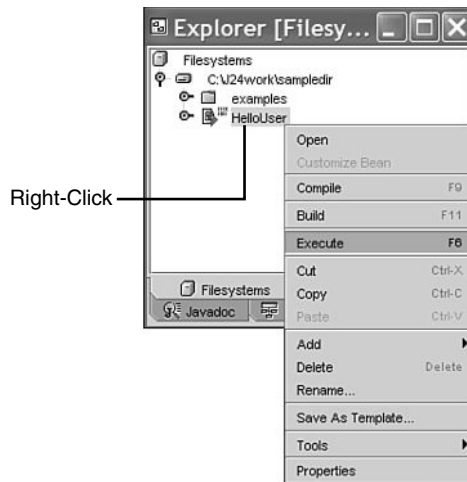 Explorer [Filesy...
Filesystems
C:\J24work\sampledir
examples
HelloUser
Right-Click
Open
Customize Bean
Compile F9
Build F11
Execute F6
Cut Ctrl-X
Copy Ctrl-C
Paste Ctrl-V
Add
Delete Delete
Rename...
Save As Template...
Tools
Properties
Filesystems
Javadoc